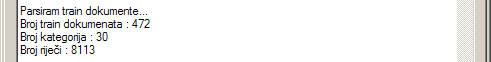 Parsiram train dokumente...
Broj train dokumenata : 472
Broj kategorija : 30
Broj riječi : 8113